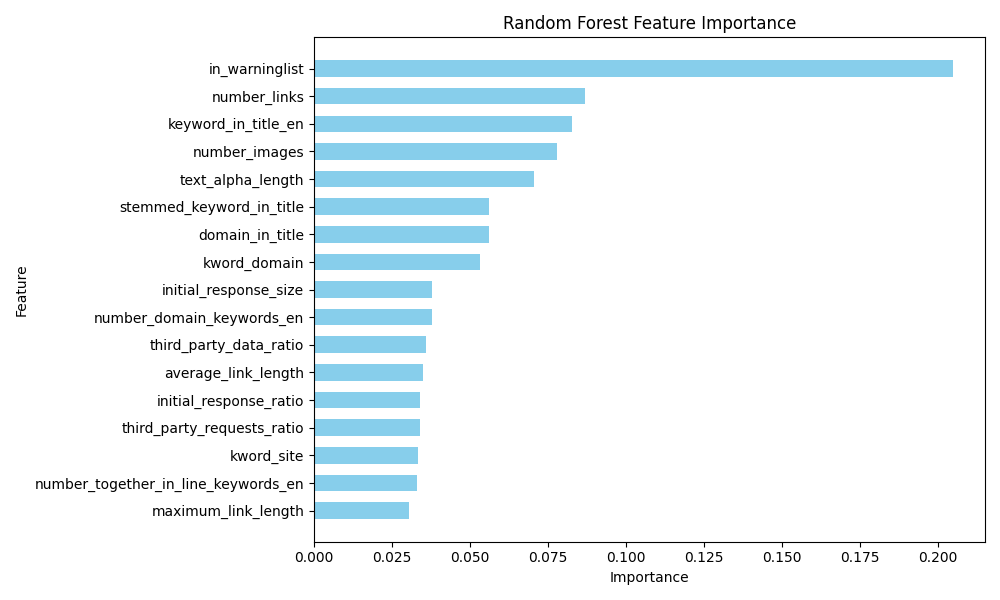 Random Forest Feature Importance
in_warninglist
number_links
keyword_in_title_en
number_images
text_alpha_length
stemmed_keyword_in_title
domain_in_title
kword_domain
initial_response_size
number_domain_keywords_en
third_party_data_ratio
average_link_length
initial_response_ratio
third_party_requests_ratio
kword_site
number_together_in_line_keywords_en
maximum_link_length
Feature
0.000 0.025 0.050 0.075 0.100 0.125 0.150 0.175 0.200
Importance